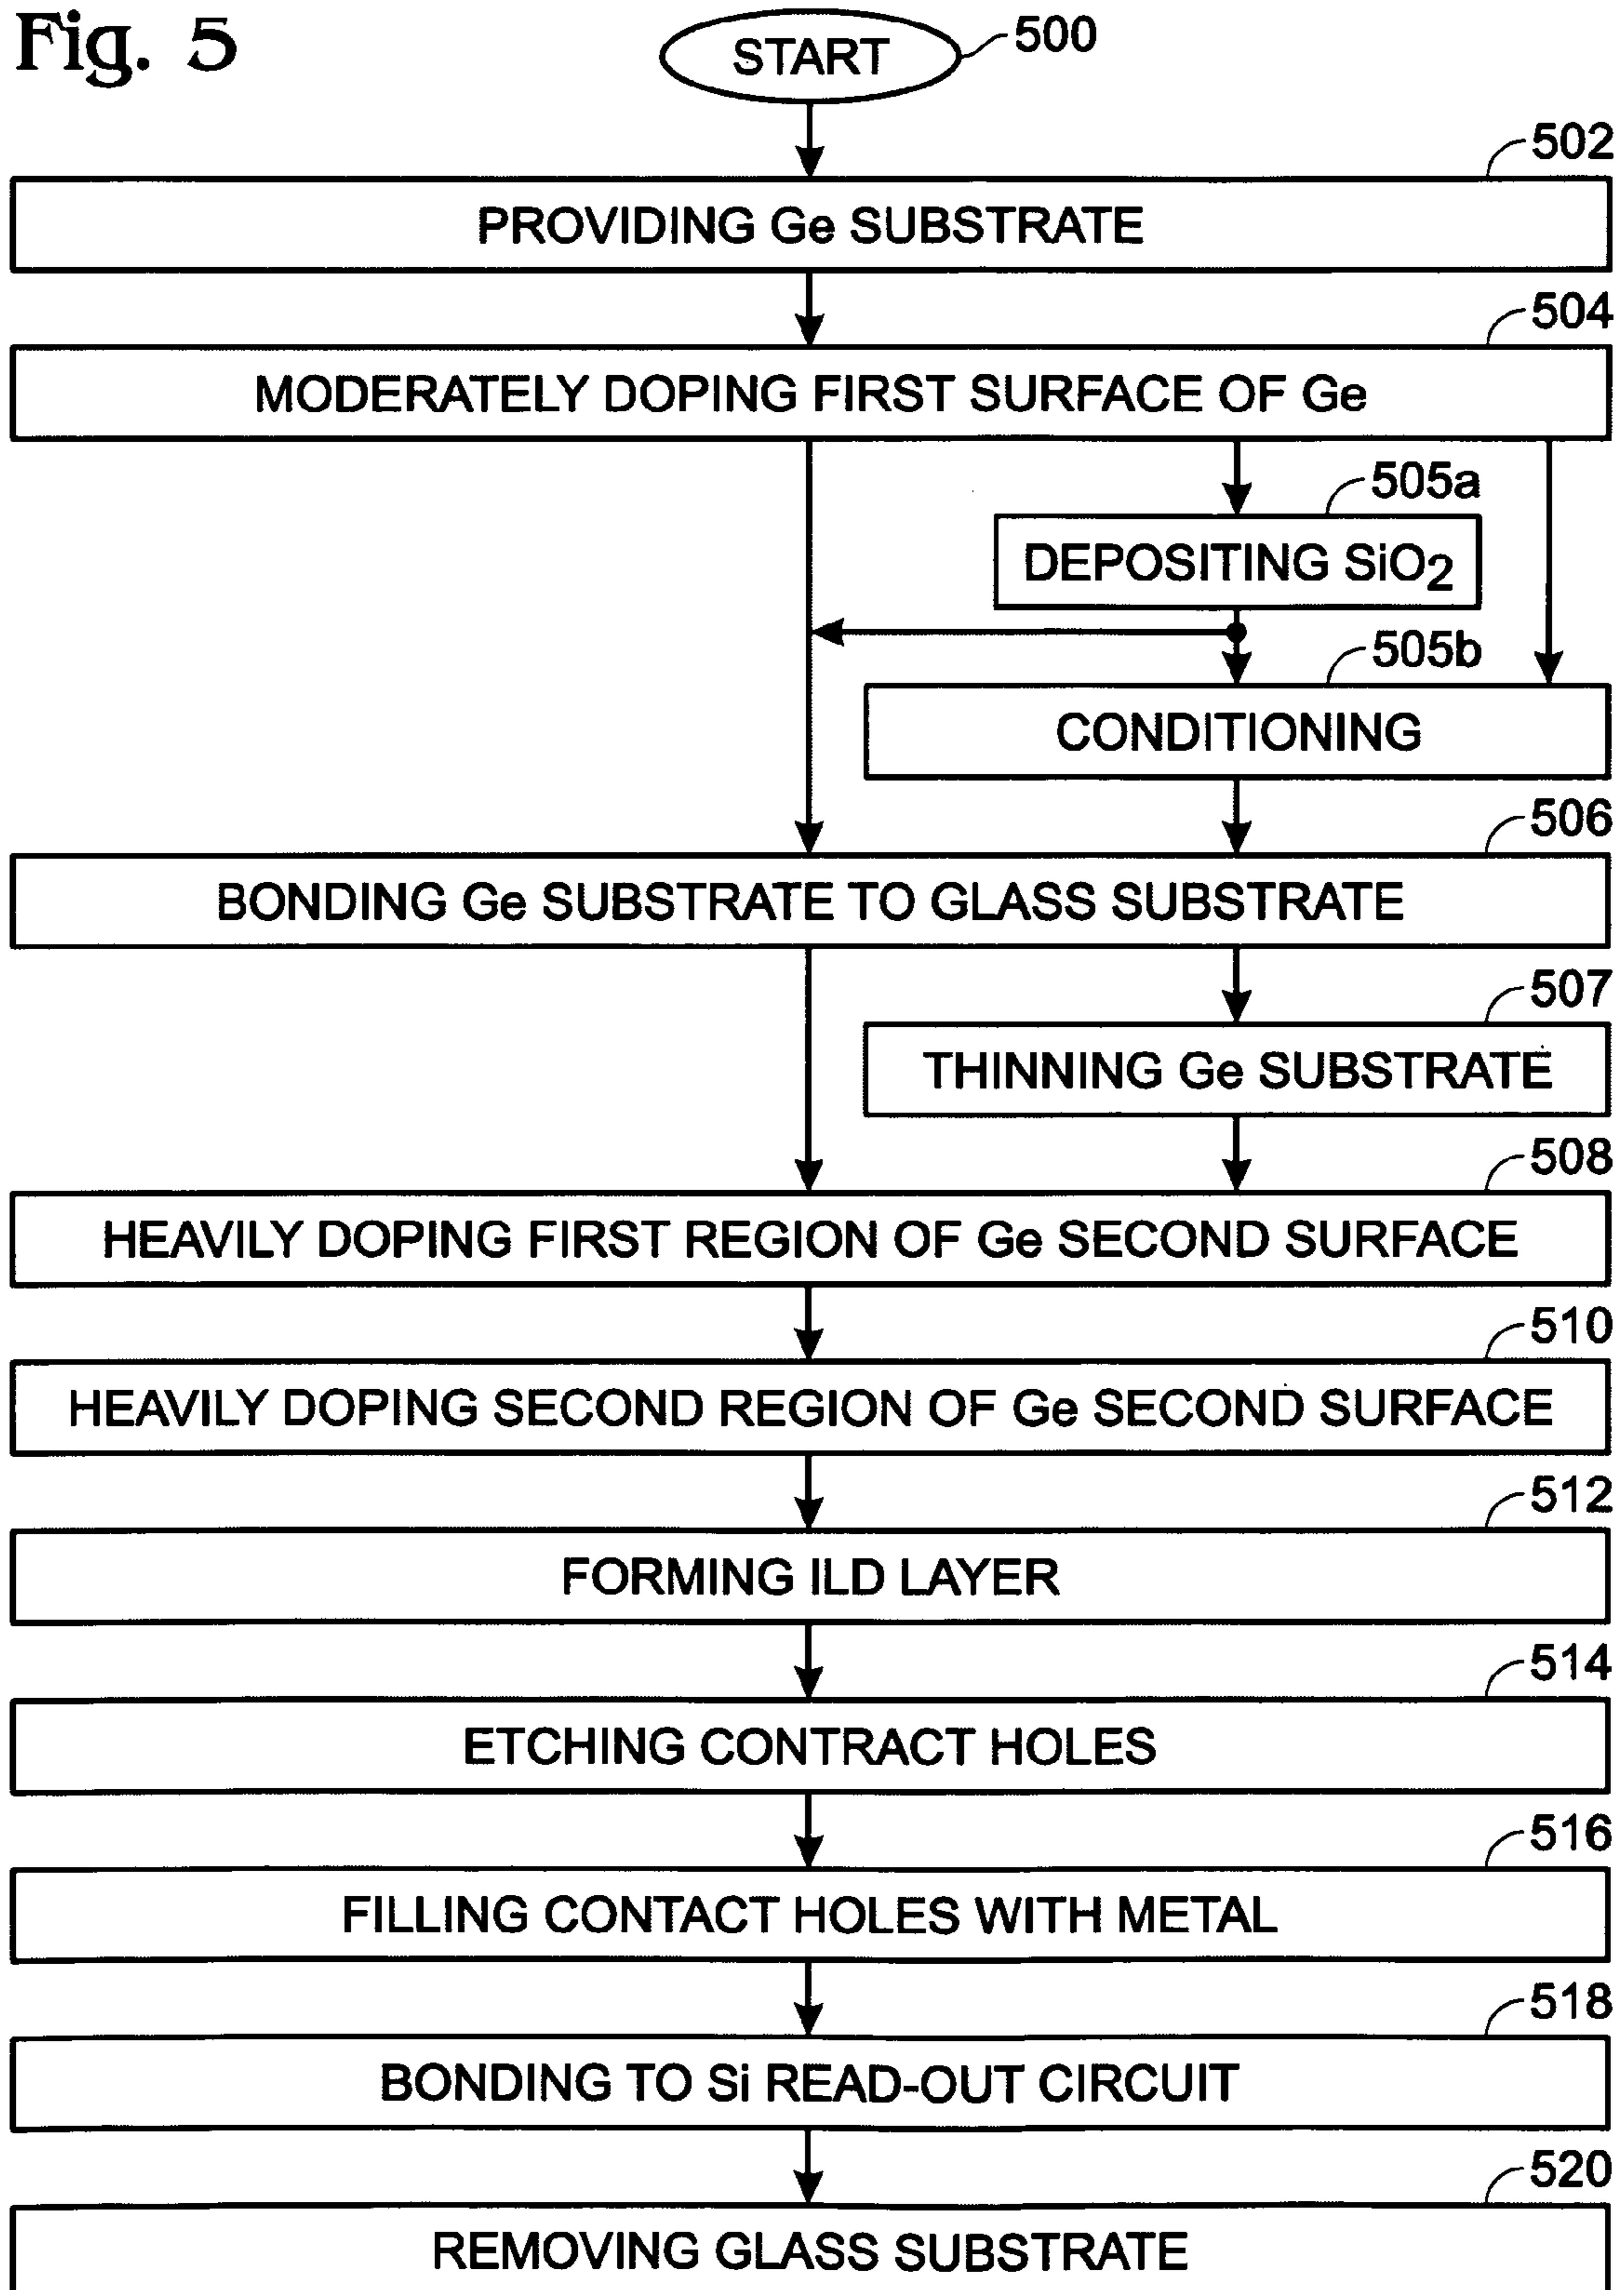 Fig. 5
START
500
502
PROVIDING Ge SUBSTRATE
504
MODERATELY DOPING FIRST SURFACE OF Ge
505a
DEPOSITING SiO2
505b
CONDITIONING
506
BONDING Ge SUBSTRATE TO GLASS SUBSTRATE
507
THINNING Ge SUBSTRATE
508
HEAVILY DOPING FIRST REGION OF Ge SECOND SURFACE
510
HEAVILY DOPING SECOND REGION OF Ge SECOND SURFACE
512
FORMING ILD LAYER
514
ETCHING CONTRACT HOLES
516
FILLING CONTACT HOLES WITH METAL
518
BONDING TO Si READ-OUT CIRCUIT
520
REMOVING GLASS SUBSTRATE